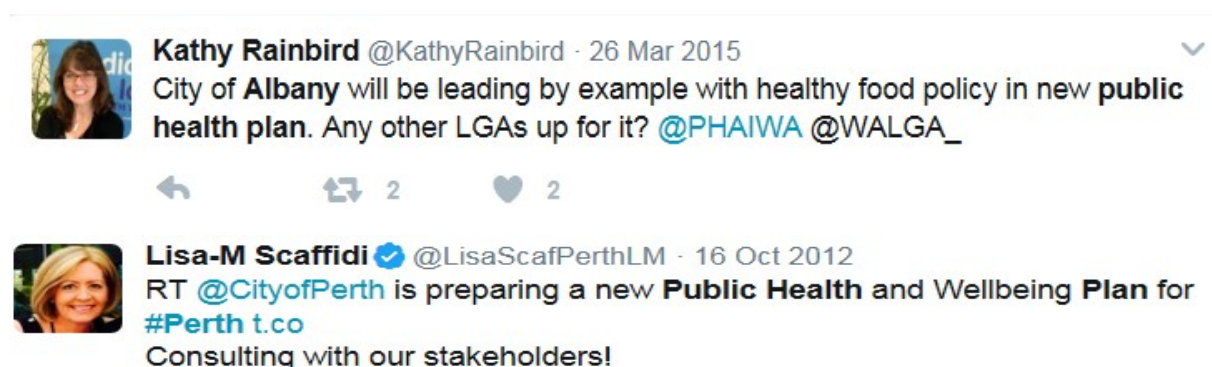 Kathy Rainbird @KathyRainbird · 26 Mar 2015
City of Albany will be leading by example with healthy food policy in new public
health plan. Any other LGAs up for it? @PHAIWA @WALGA_
2 2
Lisa-M Scaffidi @LisaScafPerthLM · 16 Oct 2012
RT @CityofPerth is preparing a new Public Health and Wellbeing Plan for
#Perth t.co
Consulting with our stakeholders!